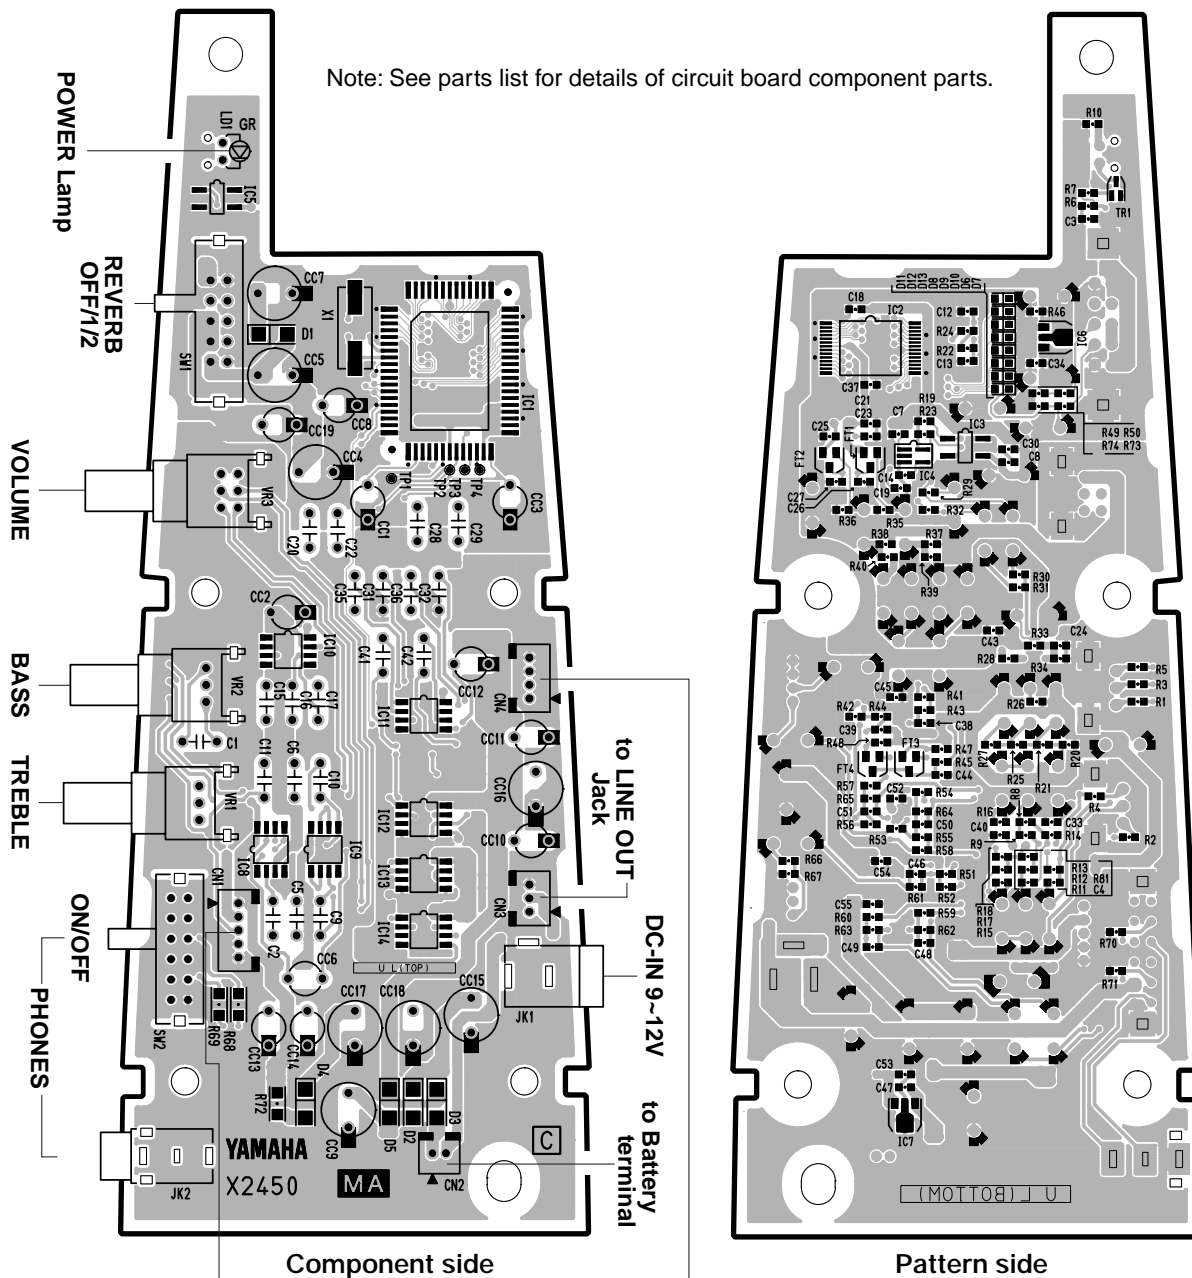 Note: See parts list for details of circuit board component parts.
POWER Lamp
LD1
GR
IC5
REVERB
OFF/1/2
SW1
CC7
D1
CC5
X1
IC1
CC19
CC8
CC4
TP1
TP2
TP3
TP4
VOLUME
VR3
CC1
CC3
C20
C22
C28
C29
C35
C31
C36
C32
CC2
IC10
C41
C42
CC12
CN4
BASS
VR2
C15
C16
C17
IC11
C1
CC11
C11
C6
C10
CC16
TREBLE
VR1
IC12
CC10
to LINE OUT
Jack
IC8
IC9
CN1
IC13
CN3
C2
C5
C9
IC14
U L(TOP)
ON/OFF
CC6
CC17
CC18
CC15
DC-IN 9~12V
JK1
PHONES
SW2
R69
R68
CC13
CC14
D4
R72
CC9
D5
D2
D3
CN2
to Battery
terminal
JK2
YAMAHA
X2450
MA
C
Component side
R10
R7
R6
C3
TR1
D11
D12
D13
D8
D9
D10
D6
D7
C18
IC2
C12
R24
R22
C13
R46
IC6
C34
C37
C21
C23
R19
R23
C7
IC3
C25
FT1
FT2
R49
R50
R74
R73
C30
C8
C14
IC4
C19
R29
C27
C26
R36
R35
R32
R38
R37
R40
R39
R30
R31
C43
R33
C24
R28
R34
R5
R3
R1
C45
R41
R43
C38
R26
R42
R44
C39
R48
FT3
FT4
R47
R45
C44
R27
R25
R21
R20
R57
R65
C51
R56
C52
R54
R64
C50
R55
R58
R53
R8
R16
C40
R9
C33
R14
R4
R2
R66
R67
C54
C46
R51
R61
R52
R13
R12
R81
R11
C4
R18
R17
R15
C55
R60
R63
C49
R59
R62
C48
R70
R71
C53
C47
IC7
U L(BOTTOM)
Pattern side